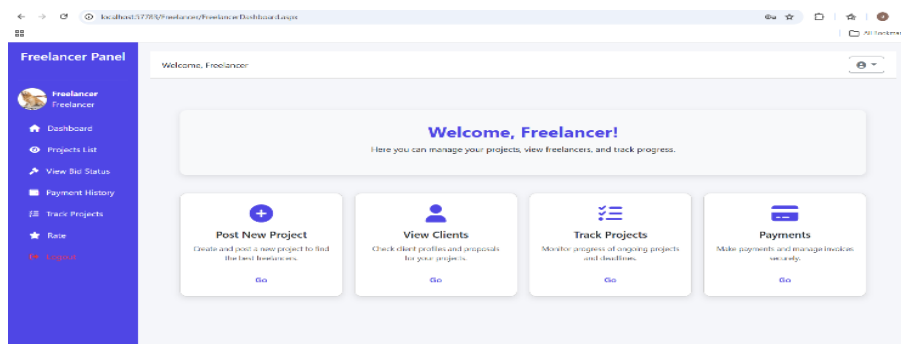 localhost:57783/Freelancer/FreelancerDashboard.aspx
All Bookmar
Freelancer Panel
Welcome, Freelancer
Freelancer
Freelancer
Dashboard
Projects List
View Bid Status
Payment History
Track Projects
Rate
Logout
Welcome, Freelancer!
Here you can manage your projects, view freelancers, and track progress.
Post New Project
Create and post a new project to find
the best freelancers.
Go
View Clients
Check client profiles and proposals
for your projects.
Go
Track Projects
Monitor progress of ongoing projects
and deadlines.
Go
Payments
Make payments and manage invoices
securely.
Go